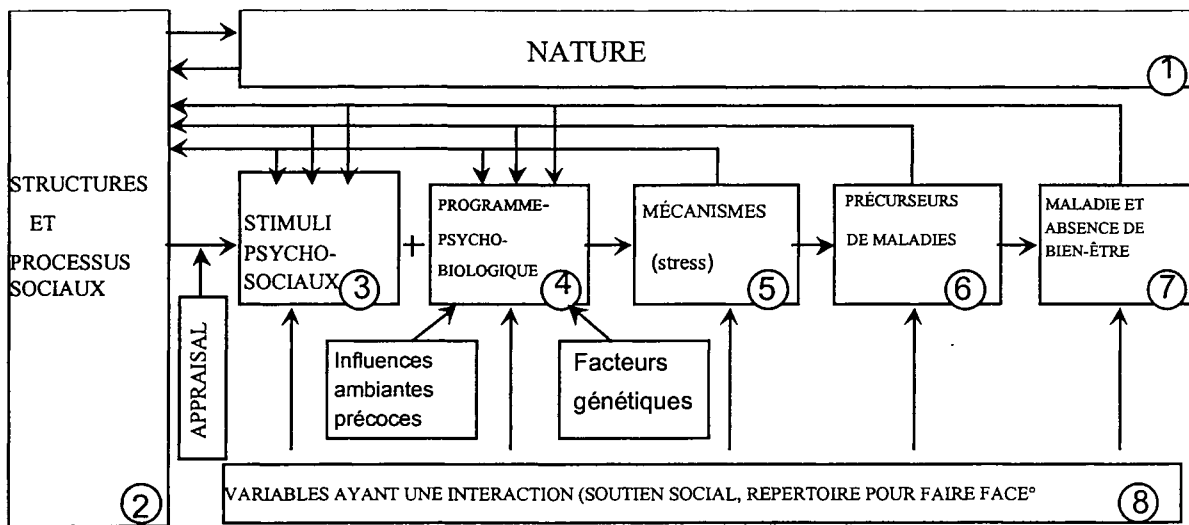 NATURE
1
STRUCTURES
ET
PROCESSUS
SOCIAUX
2
STIMULI
PSYCHO-
SOCIAUX
3
+
PROGRAMME-
PSYCHO-
BIOLOGIQUE
4
MÉCANISMES
(stress)
5
PRÉCURSEURS
DE MALADIES
6
MALADIE ET
ABSENCE DE
BIEN-ÊTRE
7
APPRAISAL
Influences
ambiantes
précoces
Facteurs
génétiques
VARIABLES AYANT UNE INTERACTION (SOUTIEN SOCIAL, REPERTOIRE POUR FAIRE FACE°
8